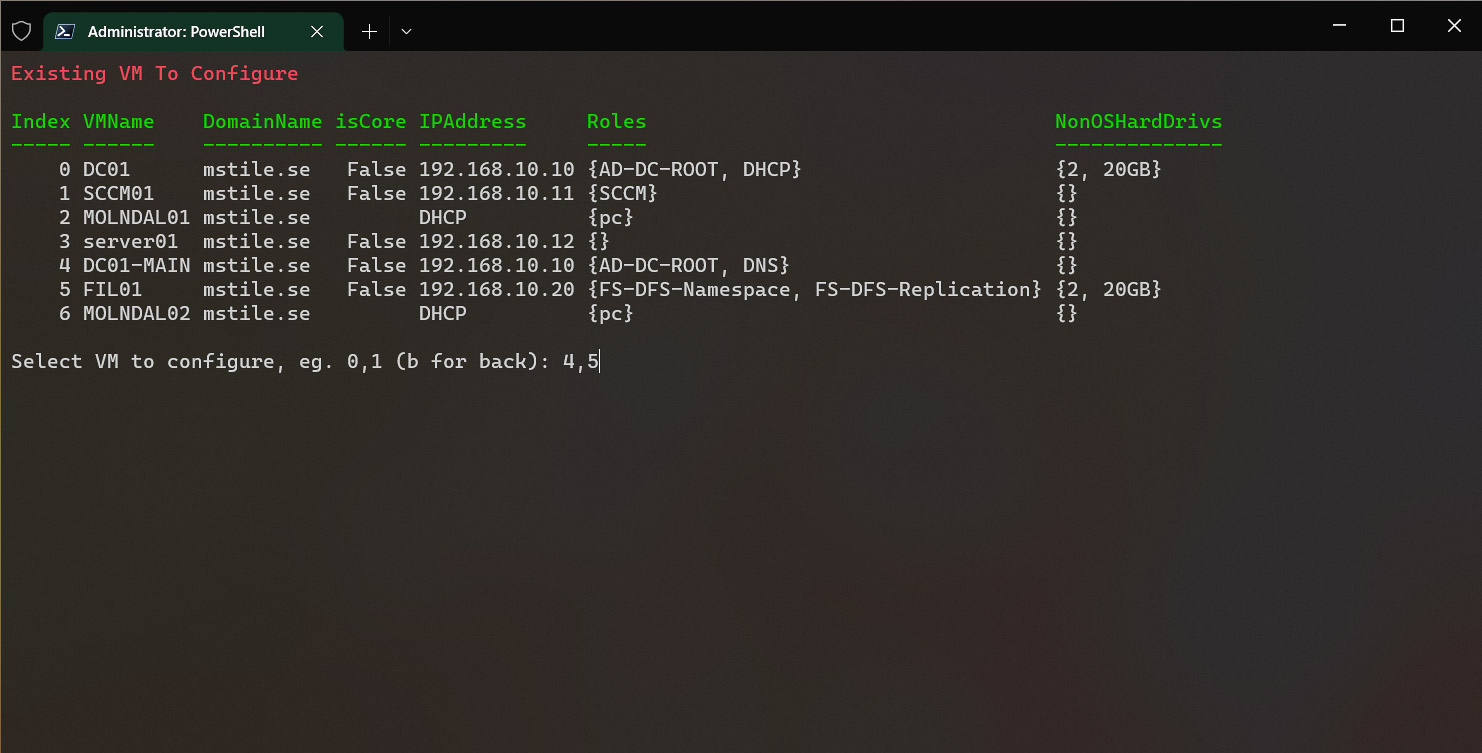 Administrator: PowerShell
Existing VM To Configure
Index VMName    DomainName isCore IPAddress     Roles                                  NonOSHardDrivs
----- ------    ---------- ------ ---------     -----                                  --------------
    0 DC01      mstile.se   False 192.168.10.10 {AD-DC-ROOT, DHCP}                     {2, 20GB}
    1 SCCM01    mstile.se   False 192.168.10.11 {SCCM}                                 {}
    2 MOLNDAL01 mstile.se         DHCP          {pc}                                   {}
    3 server01  mstile.se   False 192.168.10.12 {}                                     {}
    4 DC01-MAIN mstile.se   False 192.168.10.10 {AD-DC-ROOT, DNS}                      {}
    5 FIL01     mstile.se   False 192.168.10.20 {FS-DFS-Namespace, FS-DFS-Replication} {2, 20GB}
    6 MOLNDAL02 mstile.se         DHCP          {pc}                                   {}
Select VM to configure, eg. 0,1 (b for back): 4,5